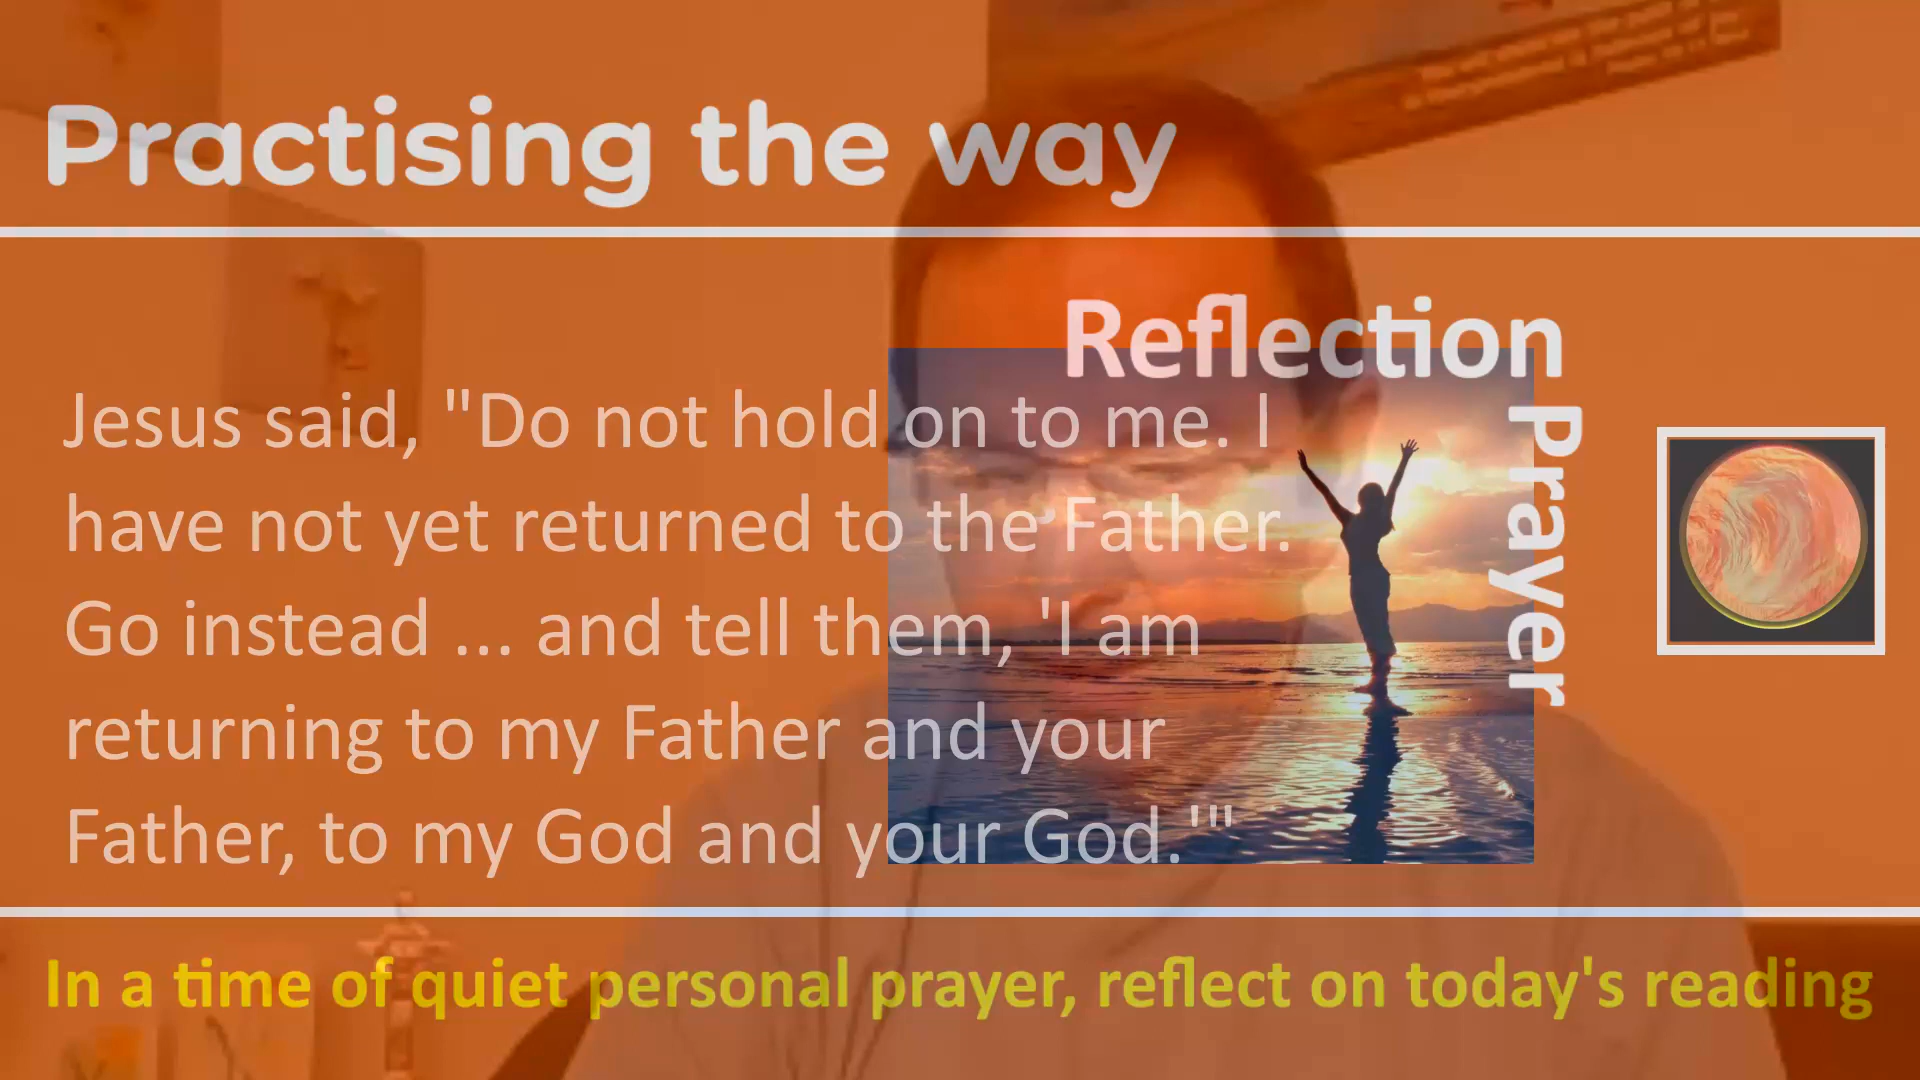 Practising the way
Reflection
Prayer
Jesus said, "Do not hold on to me. I
have not yet returned to the Father.
Go instead ... and tell them, 'I am
returning to my Father and your
Father, to my God and your God.'"
In a time of quiet personal prayer, reflect on today's reading